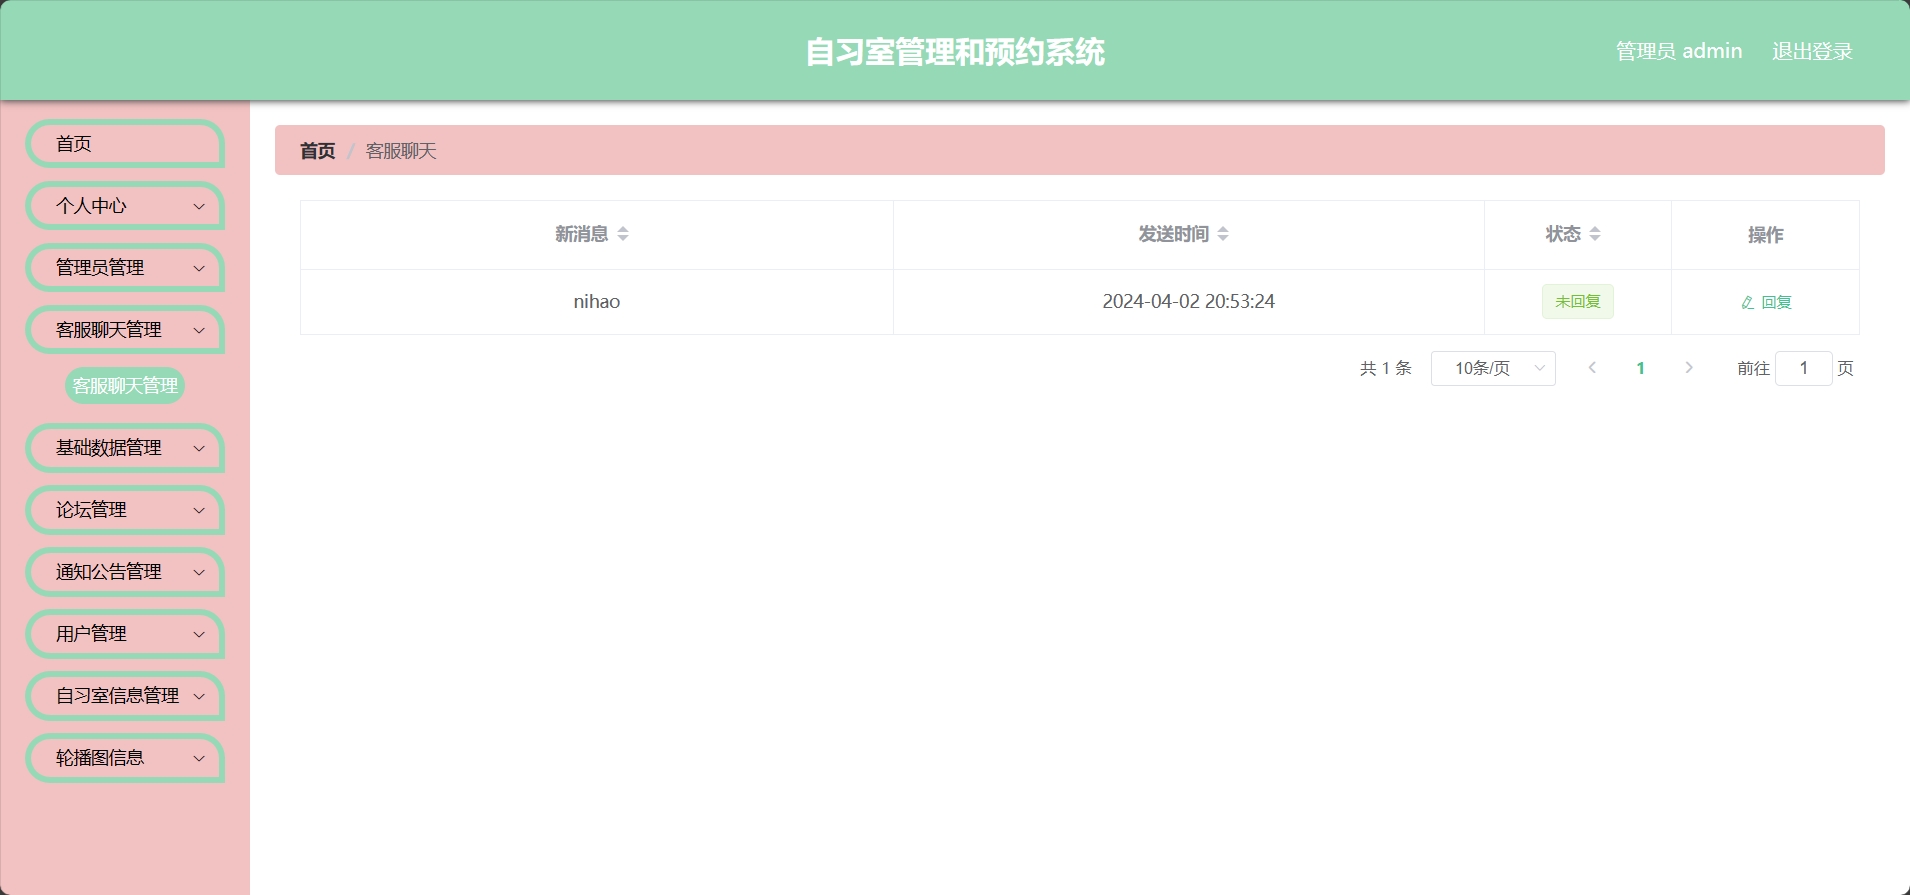 自习室管理和预约系统
管理员 admin 退出登录
首页
个人中心
管理员管理
客服聊天管理
客服聊天管理
基础数据管理
论坛管理
通知公告管理
用户管理
自习室信息管理
轮播图信息
首页 / 客服聊天
新消息 发送时间 状态 操作
nihao 2024-04-02 20:53:24 未回复 回复
共 1 条 10条/页 1 前往 1 页